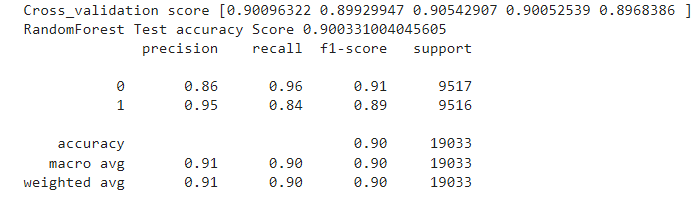 Cross_validation score [0.90096322 0.89929947 0.90542907 0.90052539 0.8968386 ]
RandomForest Test accuracy Score 0.900331004045605
precision recall f1-score support
0 0.86 0.96 0.91 9517
1 0.95 0.84 0.89 9516
accuracy 0.90 19033
macro avg 0.91 0.90 0.90 19033
weighted avg 0.91 0.90 0.90 19033